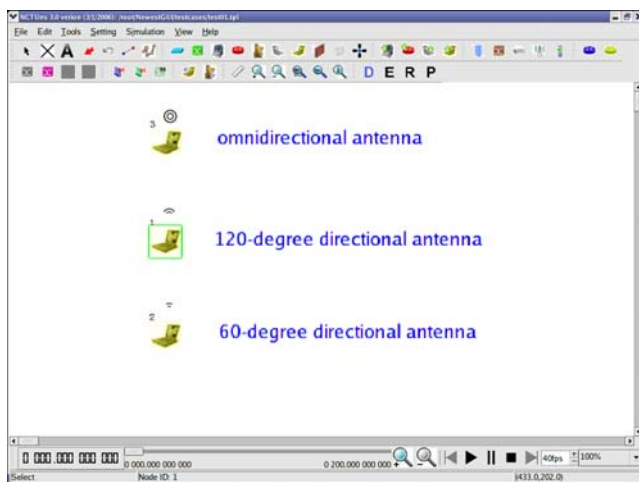 NCTUns 3.0 version (3/1/2006): /root/NewestG4/testcases/test01.tpl
File Edit Tools Setting Simulation View Help
A
D E R P
3
omnidirectional antenna
1
120-degree directional antenna
2
60-degree directional antenna
0 000 .000 000 000
0 000.000 000 000
0 200.000 000 000
40fps
100%
Select
Node ID: 1
(433.0,202.0)